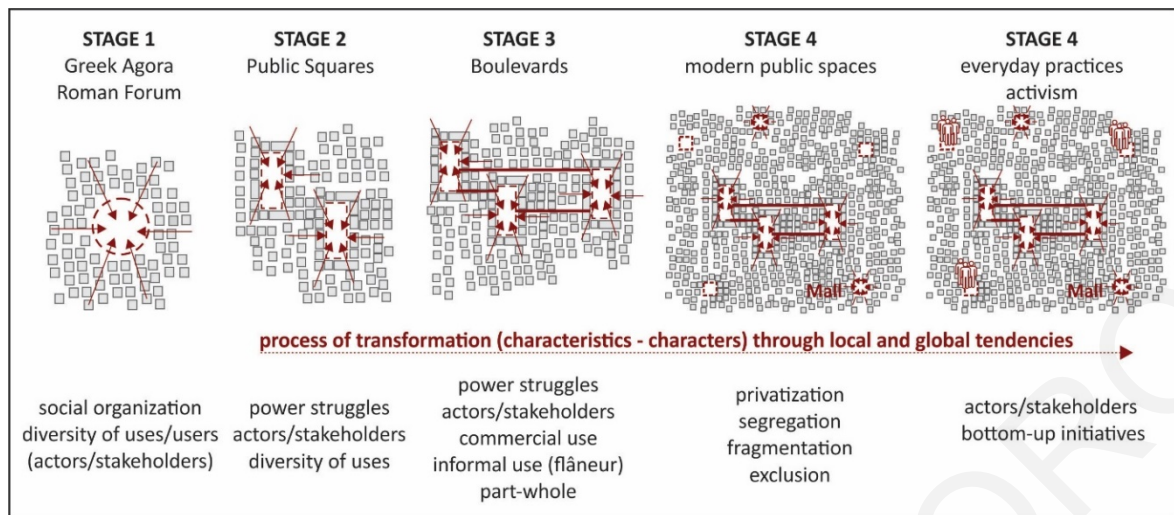 STAGE 1
Greek Agora
Roman Forum
STAGE 2
Public Squares
STAGE 3
Boulevards
STAGE 4
modern public spaces
STAGE 4
everyday practices
activism
Mall
Mall
process of transformation (characteristics - characters) through local and global tendencies
social organization
diversity of uses/users
(actors/stakeholders)
power struggles
actors/stakeholders
diversity of uses
power struggles
actors/stakeholders
commercial use
informal use (flâneur)
part-whole
privatization
segregation
fragmentation
exclusion
actors/stakeholders
bottom-up initiatives